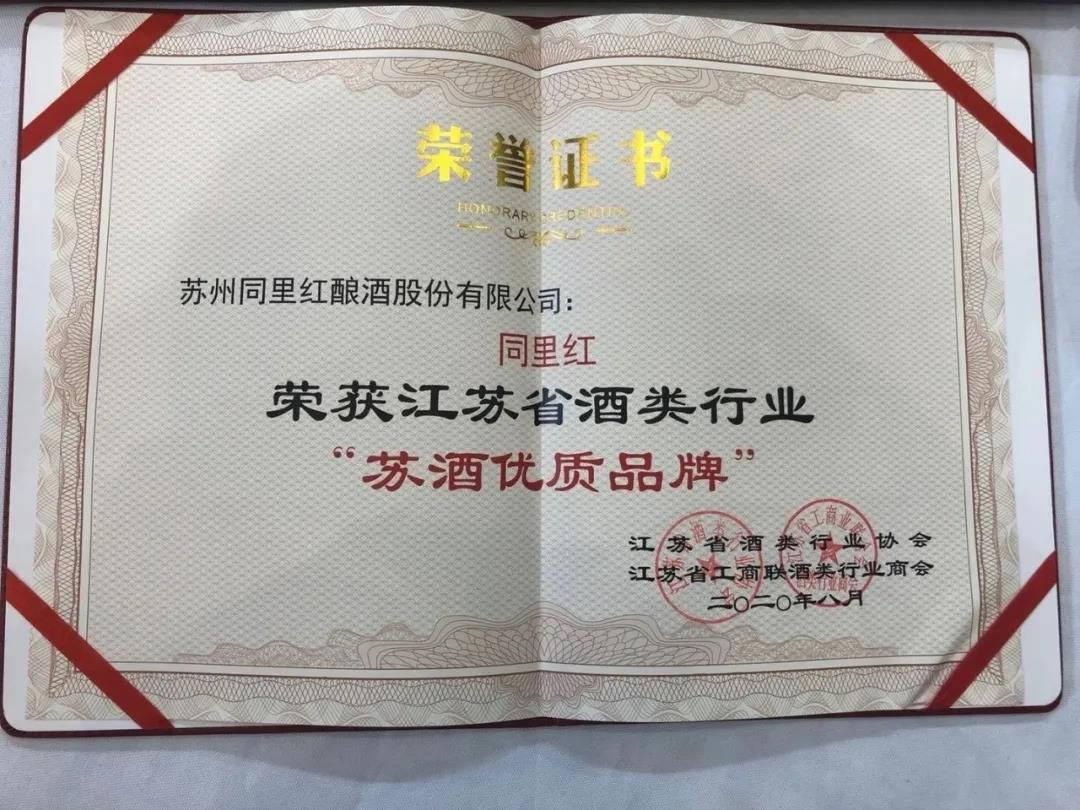 荣誉证书
HONORARY CREDENTIAL
苏州同里红酿酒股份有限公司：
同里红
荣获江苏省酒类行业
“苏酒优质品牌”
江苏省酒类行业协会
江苏省工商联酒类行业商会
二〇二〇年八月